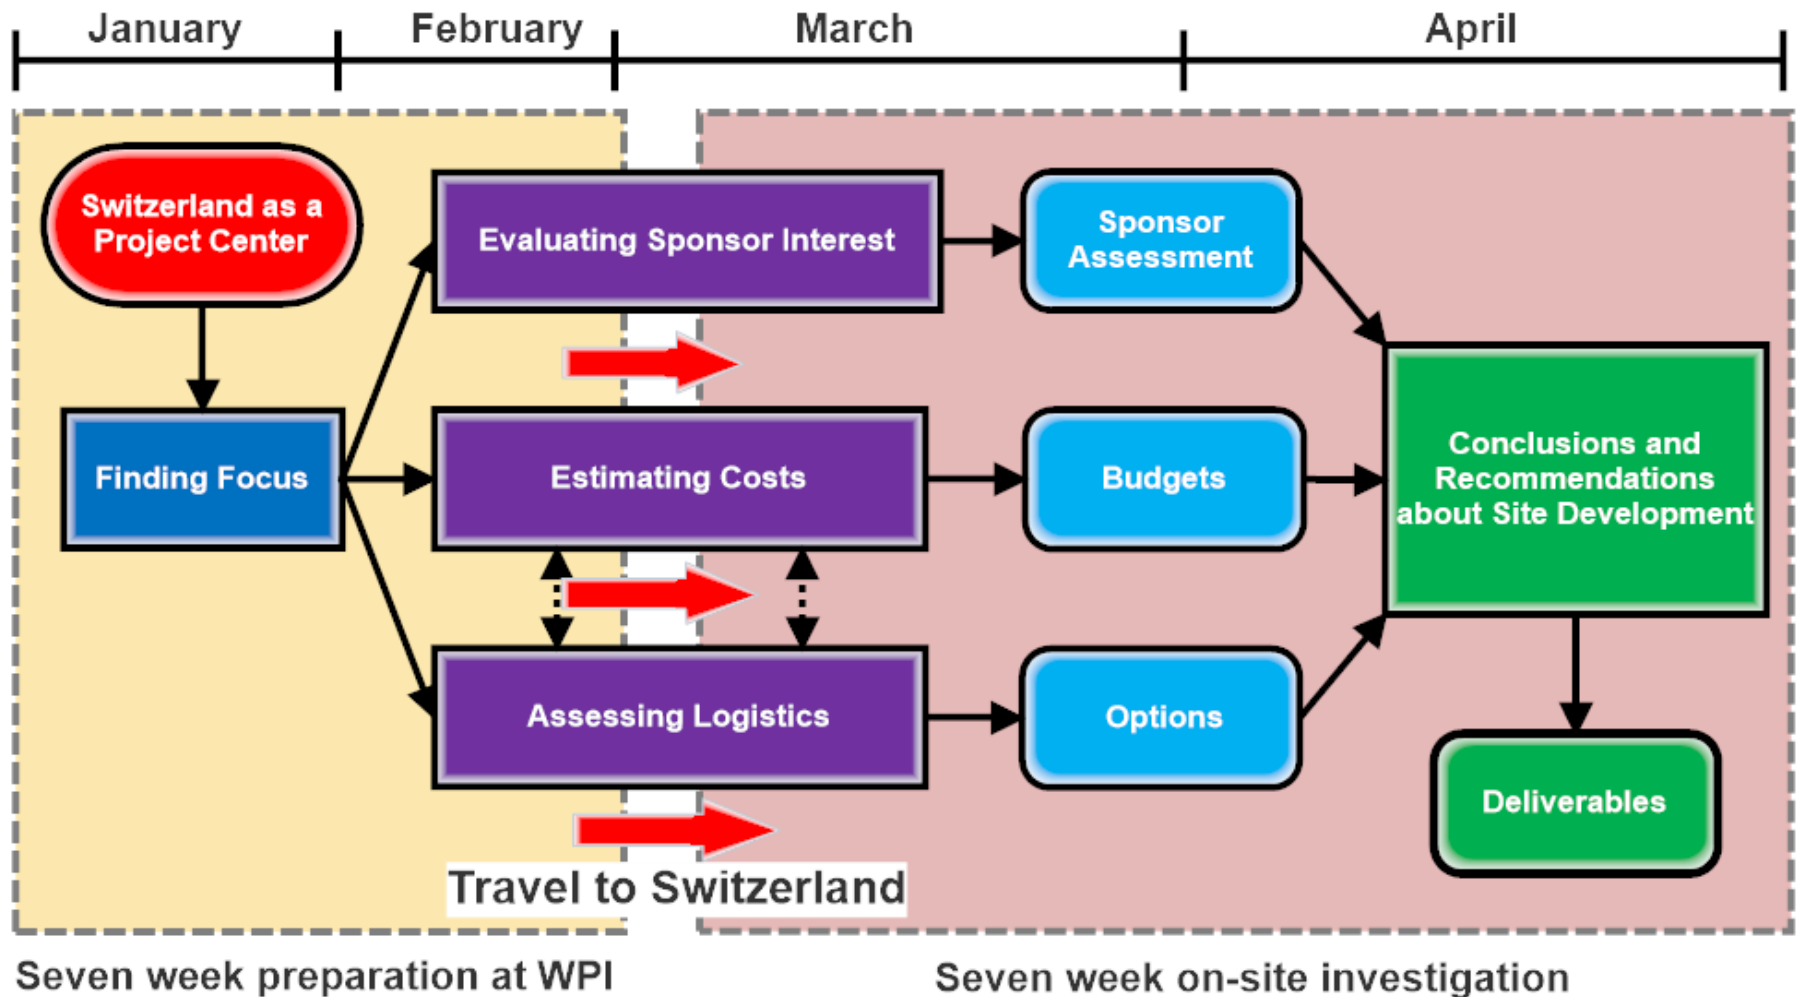 January
February
March
April
Switzerland as a
Project Center
Evaluating Sponsor Interest
Sponsor
Assessment
Finding Focus
Estimating Costs
Budgets
Conclusions and
Recommendations
about Site Development
Assessing Logistics
Options
Deliverables
Travel to Switzerland
Seven week preparation at WPI
Seven week on-site investigation